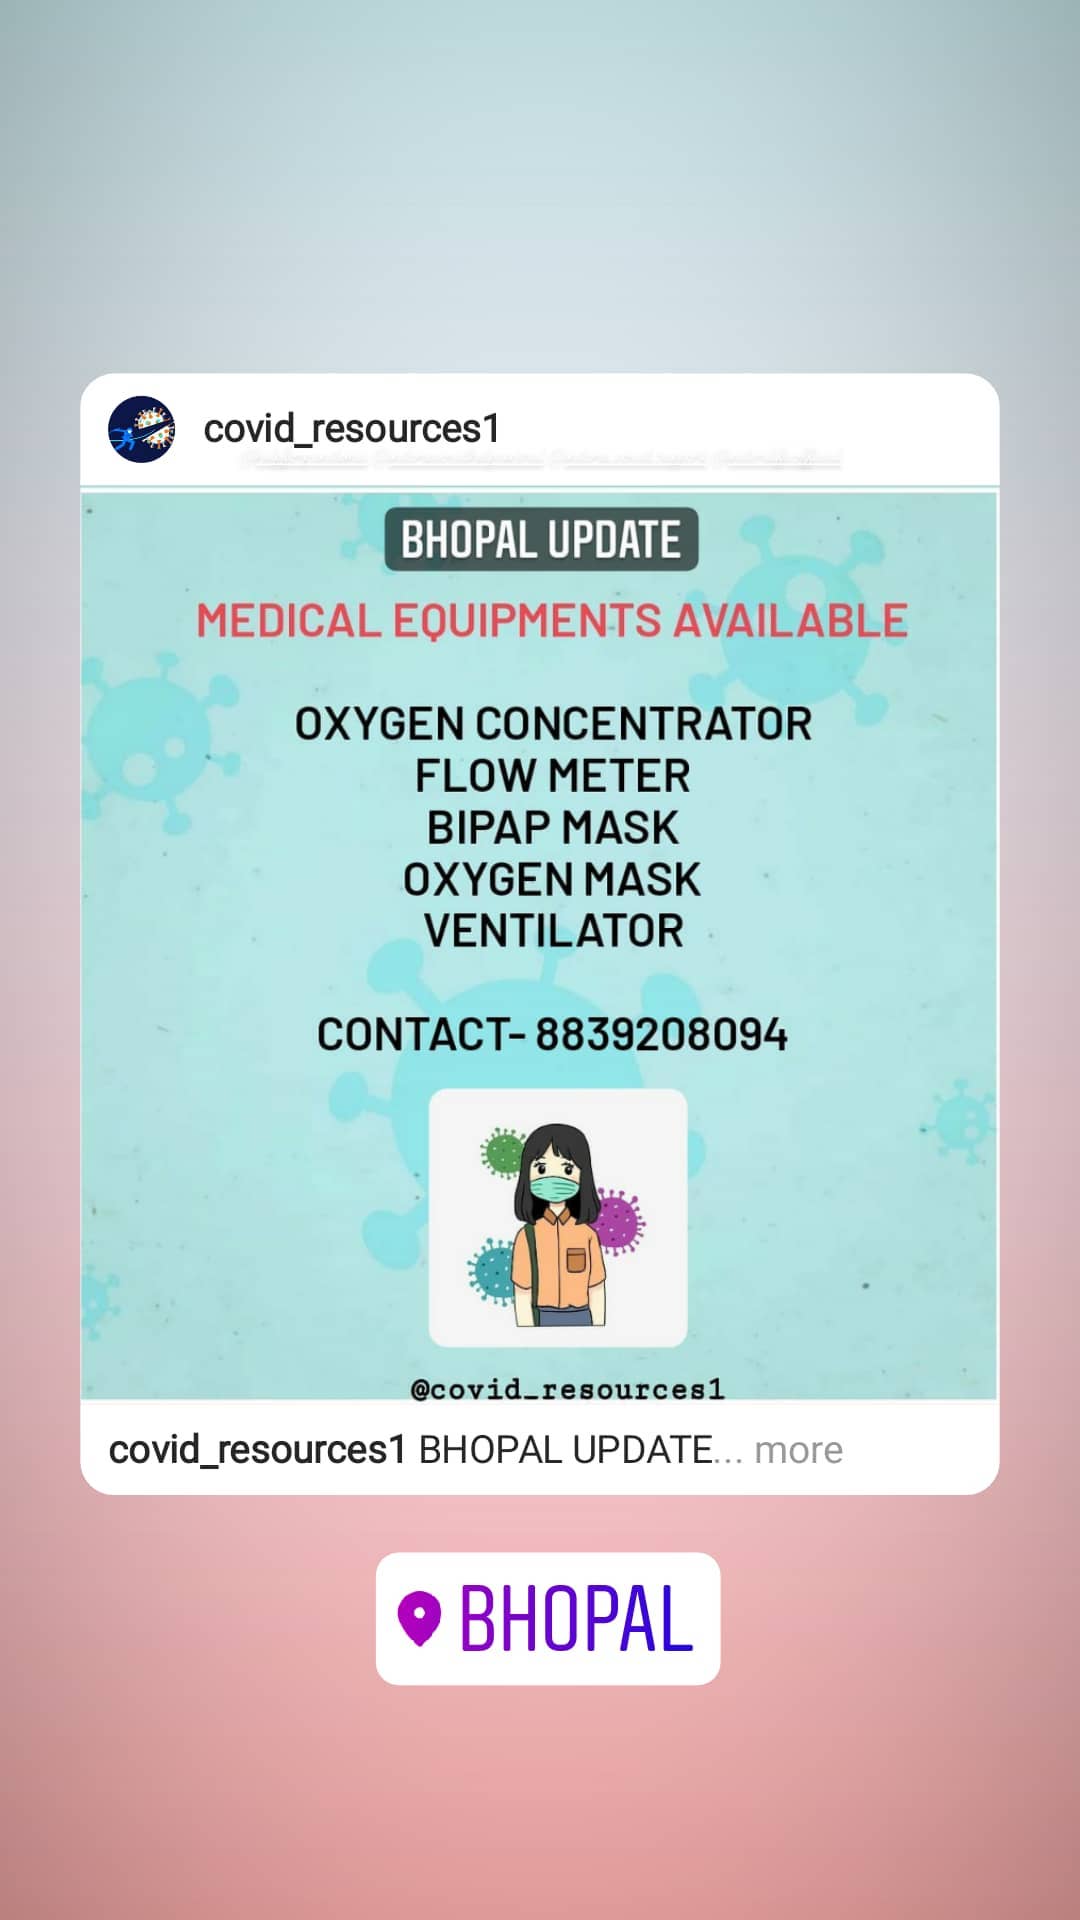 covid_resources1
BHOPAL UPDATE
MEDICAL EQUIPMENTS AVAILABLE
OXYGEN CONCENTRATOR
FLOW METER
BIPAP MASK
OXYGEN MASK
VENTILATOR
CONTACT- 8839208094
@covid_resources1
covid_resources1 BHOPAL UPDATE... more
BHOPAL